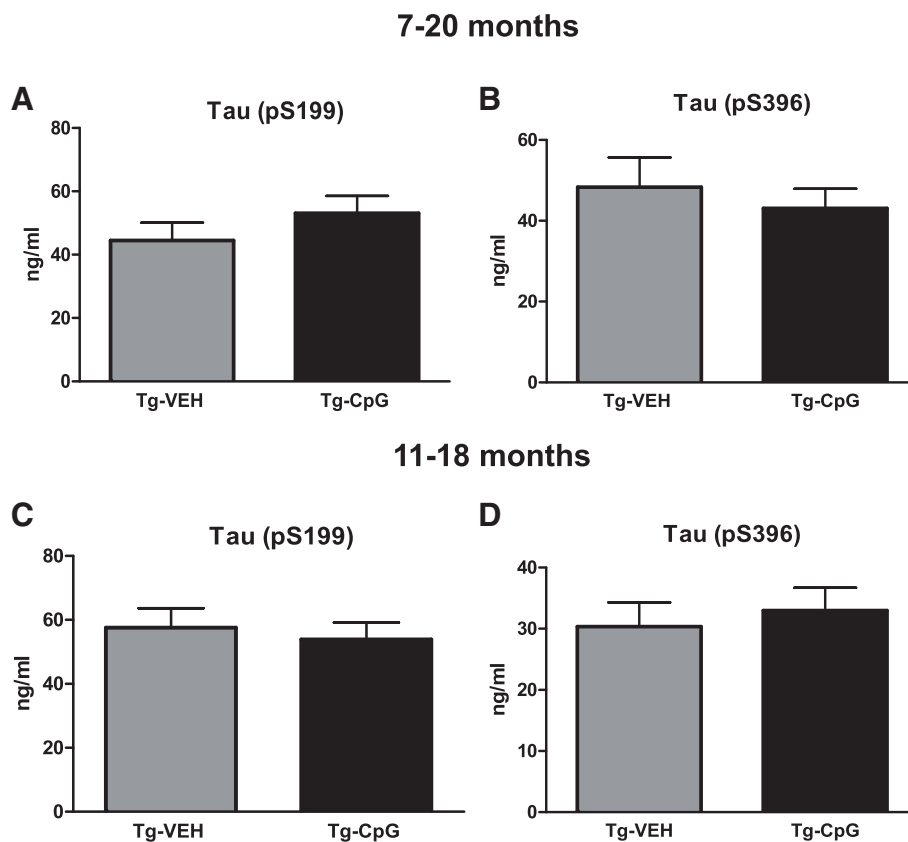 7-20 months
A
Tau (pS199)
80
60
40
20
0
ng/ml
Tg-VEH
Tg-CpG
B
Tau (pS396)
60
40
20
0
ng/ml
Tg-VEH
Tg-CpG
11-18 months
C
Tau (pS199)
80
60
40
20
0
ng/ml
Tg-VEH
Tg-CpG
D
Tau (pS396)
40
30
20
10
0
ng/ml
Tg-VEH
Tg-CpG